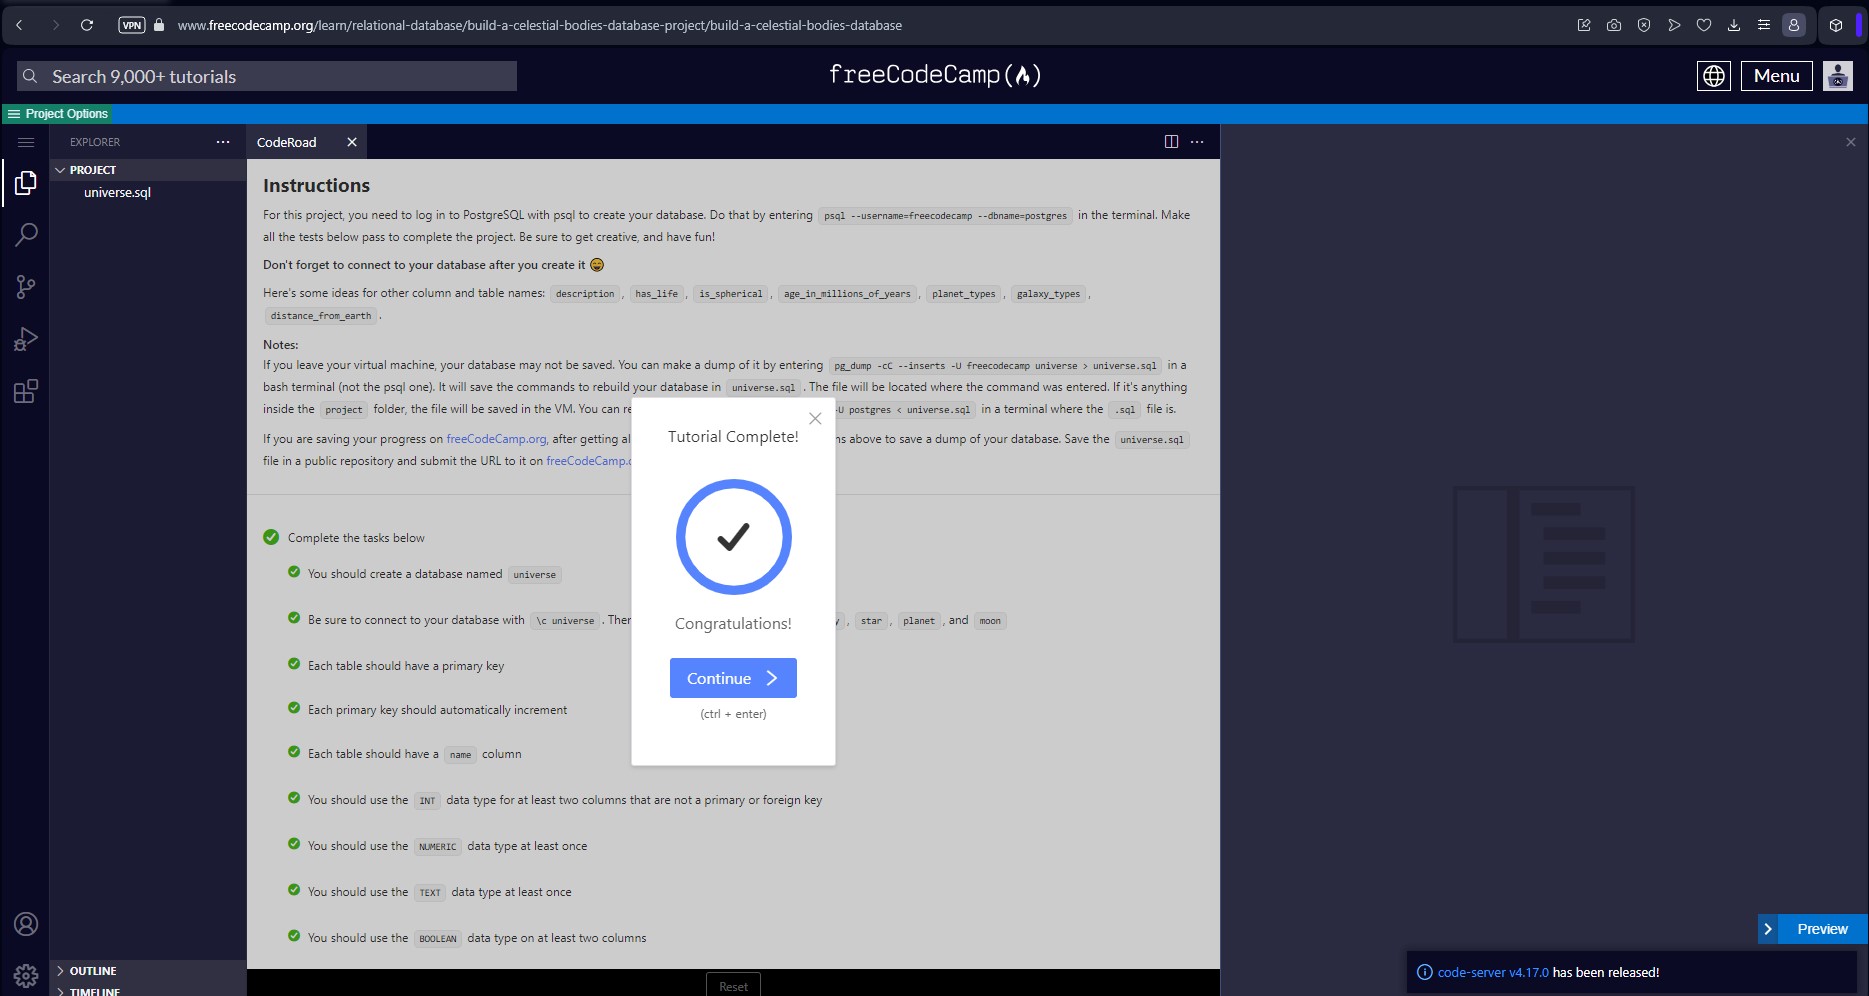 VPN
www.freecodecamp.org/learn/relational-database/build-a-celestial-bodies-database-project/build-a-celestial-bodies-database
Search 9,000+ tutorials
freeCodeCamp(🔥)
Menu
Project Options
EXPLORER
PROJECT
universe.sql
CodeRoad
Instructions
For this project, you need to log in to PostgreSQL with psql to create your database. Do that by entering psql --username=freecodecamp --dbname=postgres in the terminal. Make
all the tests below pass to complete the project. Be sure to get creative, and have fun!
Don't forget to connect to your database after you create it 😄
Here's some ideas for other column and table names: description , has_life , is_spherical , age_in_millions_of_years , planet_types , galaxy_types ,
distance_from_earth .
Notes:
If you leave your virtual machine, your database may not be saved. You can make a dump of it by entering pg_dump -cC --inserts -U freecodecamp universe > universe.sql in a
bash terminal (not the psql one). It will save the commands to rebuild your database in universe.sql . The file will be located where the command was entered. If it's anything
inside the project folder, the file will be saved in the VM. You can re -U postgres < universe.sql in a terminal where the .sql file is.
If you are saving your progress on freeCodeCamp.org, after getting al ns above to save a dump of your database. Save the universe.sql
file in a public repository and submit the URL to it on freeCodeCamp.
Tutorial Complete!
Congratulations!
Continue
(ctrl + enter)
Complete the tasks below
You should create a database named universe
Be sure to connect to your database with \c universe . Ther y , star , planet , and moon
Each table should have a primary key
Each primary key should automatically increment
Each table should have a name column
You should use the INT data type for at least two columns that are not a primary or foreign key
You should use the NUMERIC data type at least once
You should use the TEXT data type at least once
You should use the BOOLEAN data type on at least two columns
Reset
OUTLINE
TIMELINE
Preview
code-server v4.17.0 has been released!